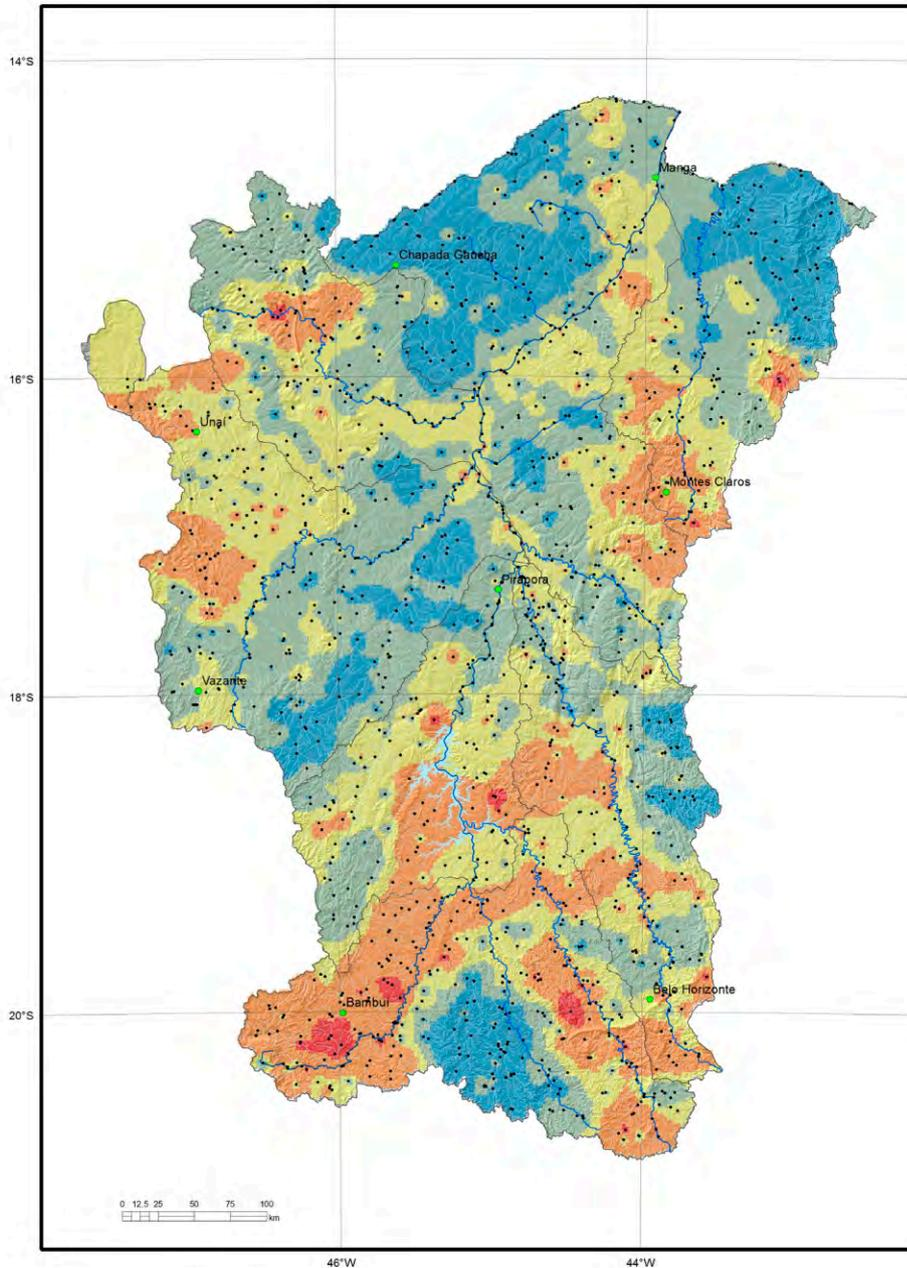 14°S
Manga
Chapada Gaúcha
16°S
Unaí
Montes Claros
Pirapora
18°S
Vazante
Belo Horizonte
20°S
Bambuí
0 12,5 25 50 75 100
km
46°W 44°W